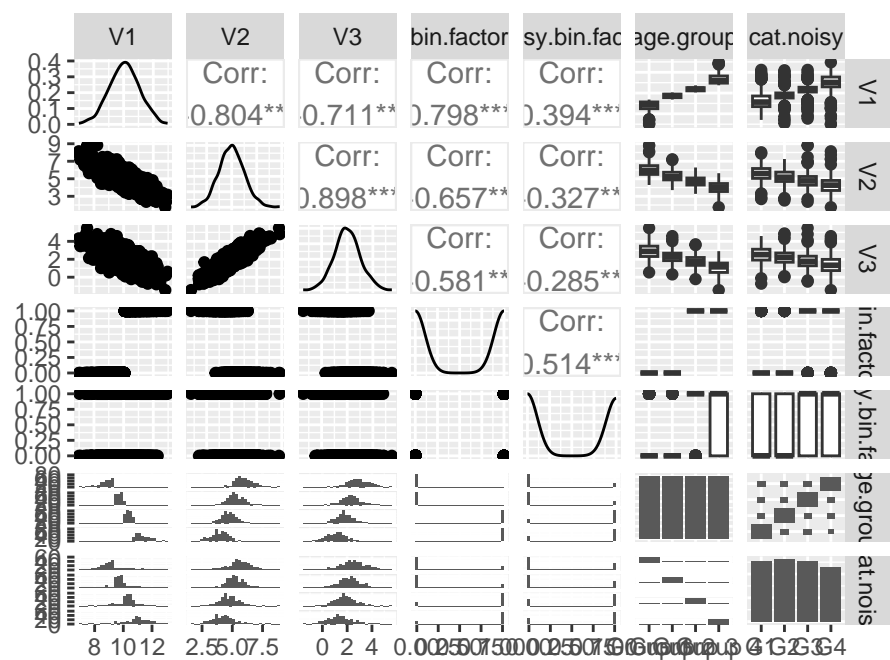 V1 V2 V3 bin.factor sy.bin.fac age.group cat.noisy
0.4
0.3
0.2
0.1
0.0
Corr: Corr: Corr: Corr:
0.804** 0.711** 0.798*** 0.394***
V1
9
7
5
3
Corr: Corr: Corr:
0.898*** -0.657** -0.327**
V2
4
2
0
Corr: Corr:
-0.581** -0.285**
V3
1.00
0.75
0.50
0.25
0.00
Corr:
0.514***
in.facto
1.00
0.75
0.50
0.25
0.00
y.bin.fa
ge.grou
at.nois
8 10 12 2.5 5.0 7.5 0 2 4 G1 G2 G3 G4